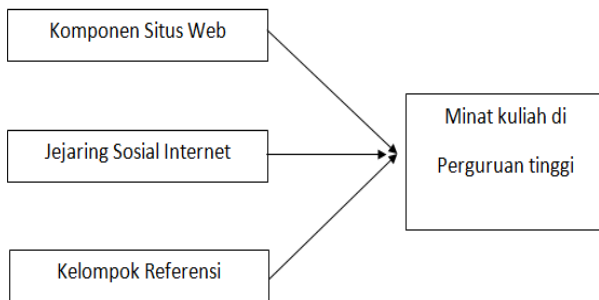 Komponen Situs Web
Jejaring Sosial Internet
Kelompok Referensi
Minat kuliah di
Perguruan tinggi